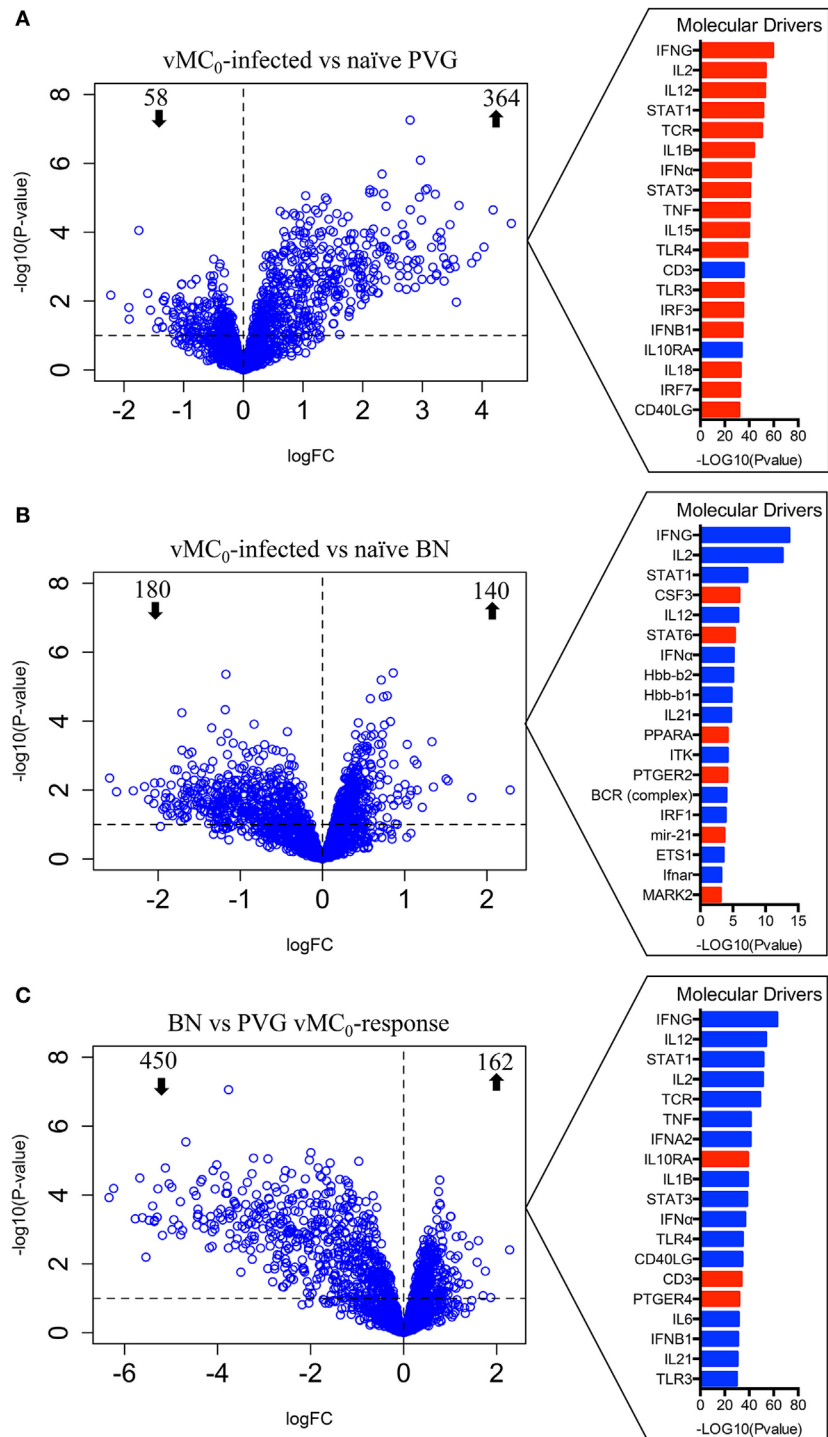 A
vMC₀-infected vs naïve PVG
58
364
8
6
4
2
0
-log10(P-value)
-2
-1
0
1
2
3
4
logFC
Molecular Drivers
IFNG
IL2
IL12
STAT1
TCR
IL1B
IFNα
STAT3
TNF
IL15
TLR4
CD3
TLR3
IRF3
IFNB1
IL10RA
IL18
IRF7
CD40LG
0 20 40 60 80
-LOG10(Pvalue)
B
vMC₀-infected vs naïve BN
180
140
8
6
4
2
0
-log10(P-value)
-2
-1
0
1
2
logFC
Molecular Drivers
IFNG
IL2
STAT1
CSF3
IL12
STAT6
IFNα
Hbb-b2
Hbb-b1
IL21
PPARA
ITK
PTGER2
BCR (complex)
IRF1
mir-21
ETS1
Ifnar
MARK2
0 5 10 15
-LOG10(Pvalue)
C
BN vs PVG vMC₀-response
450
162
8
6
4
2
0
-log10(P-value)
-6
-4
-2
0
2
logFC
Molecular Drivers
IFNG
IL12
STAT1
IL2
TCR
TNF
IFNA2
IL10RA
IL1B
STAT3
IFNα
TLR4
CD40LG
CD3
PTGER4
IL6
IFNB1
IL21
TLR3
0 20 40 60 80
-LOG10(Pvalue)